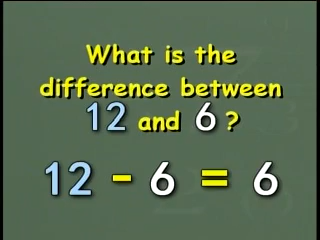 What is the
difference between
12 and 6 ?
12 - 6 = 6